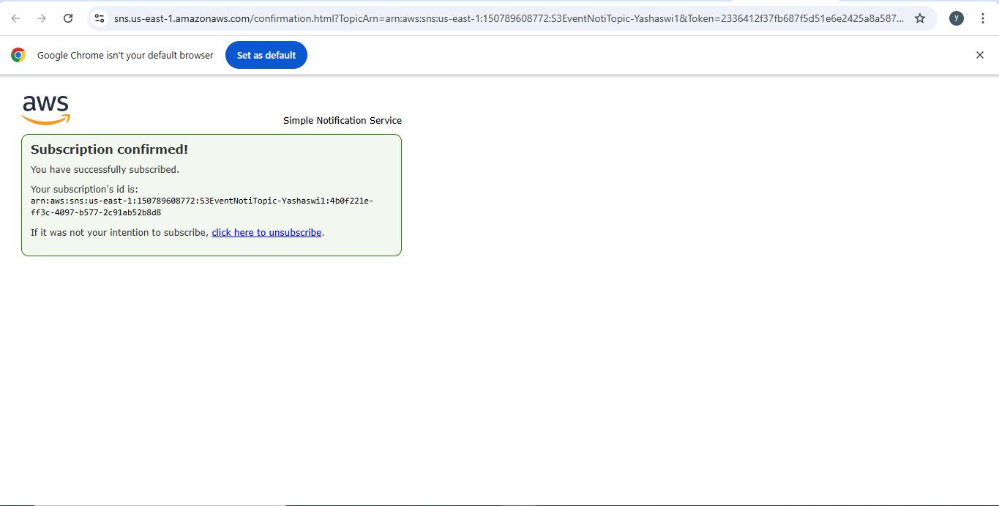 sns.us-east-1.amazonaws.com/confirmation.html?TopicArn=arn:aws:sns:us-east-1:150789608772:S3EventNotiTopic-Yashaswi1&Token=2336412f37fb687f5d51e6e2425a8a587...
y
Google Chrome isn't your default browser
Set as default
aws
Simple Notification Service
Subscription confirmed!
You have successfully subscribed.
Your subscription's id is:
arn:aws:sns:us-east-1:150789608772:S3EventNotiTopic-Yashaswi1:4b0f221e-
ff3c-4097-b577-2c91ab52b8d8
If it was not your intention to subscribe, click here to unsubscribe.